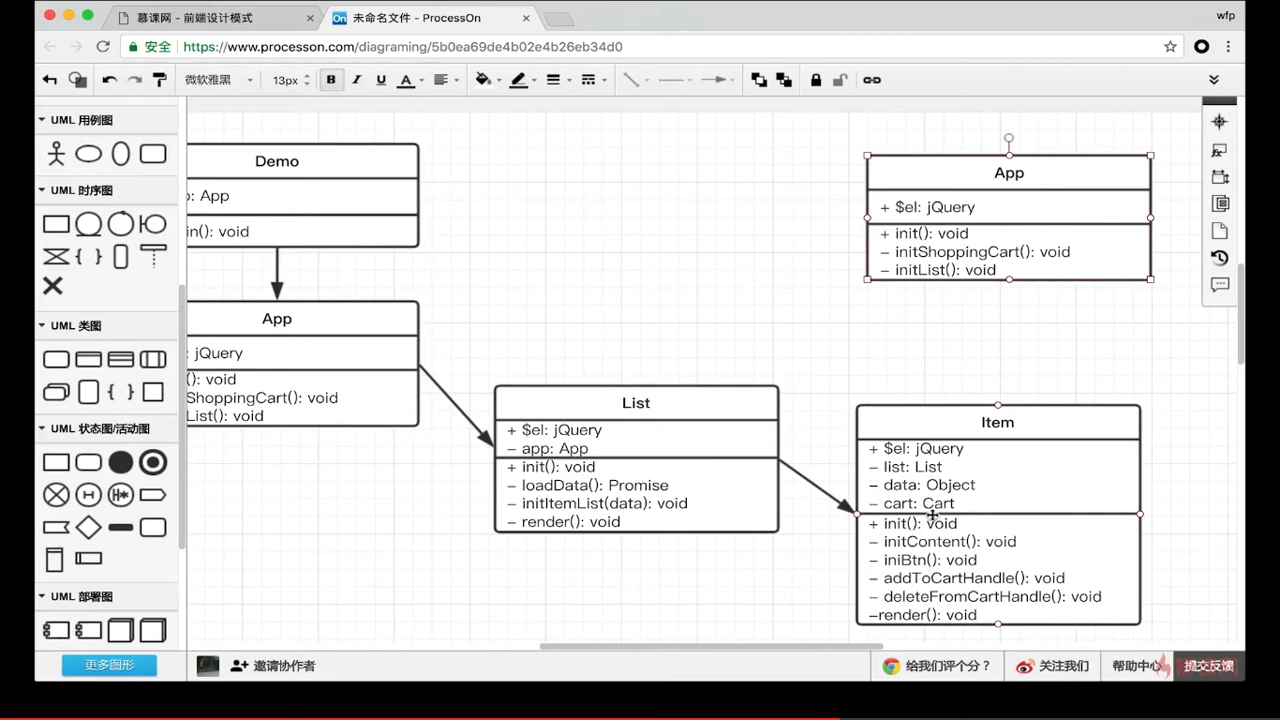 慕课网 - 前端设计模式
未命名文件 - ProcessOn
wfp
安全 https://www.processon.com/diagraming/5b0ea69de4b02e4b26eb34d0
微软雅黑 13px B I U A
UML 用例图
UML 时序图
UML 类图
UML 状态图/活动图
UML 部署图
更多图形
Demo
: App
in(): void
App
: jQuery
(): void
ShoppingCart(): void
List(): void
List
+ $el: jQuery
– app: App
+ init(): void
– loadData(): Promise
– initItemList(data): void
– render(): void
App
+ $el: jQuery
+ init(): void
– initShoppingCart(): void
– initList(): void
Item
+ $el: jQuery
– list: List
– data: Object
– cart: Cart
+ init(): void
– initContent(): void
– iniBtn(): void
– addToCartHandle(): void
– deleteFromCartHandle(): void
–render(): void
邀请协作者
给我们评个分？
关注我们
帮助中心
提交反馈